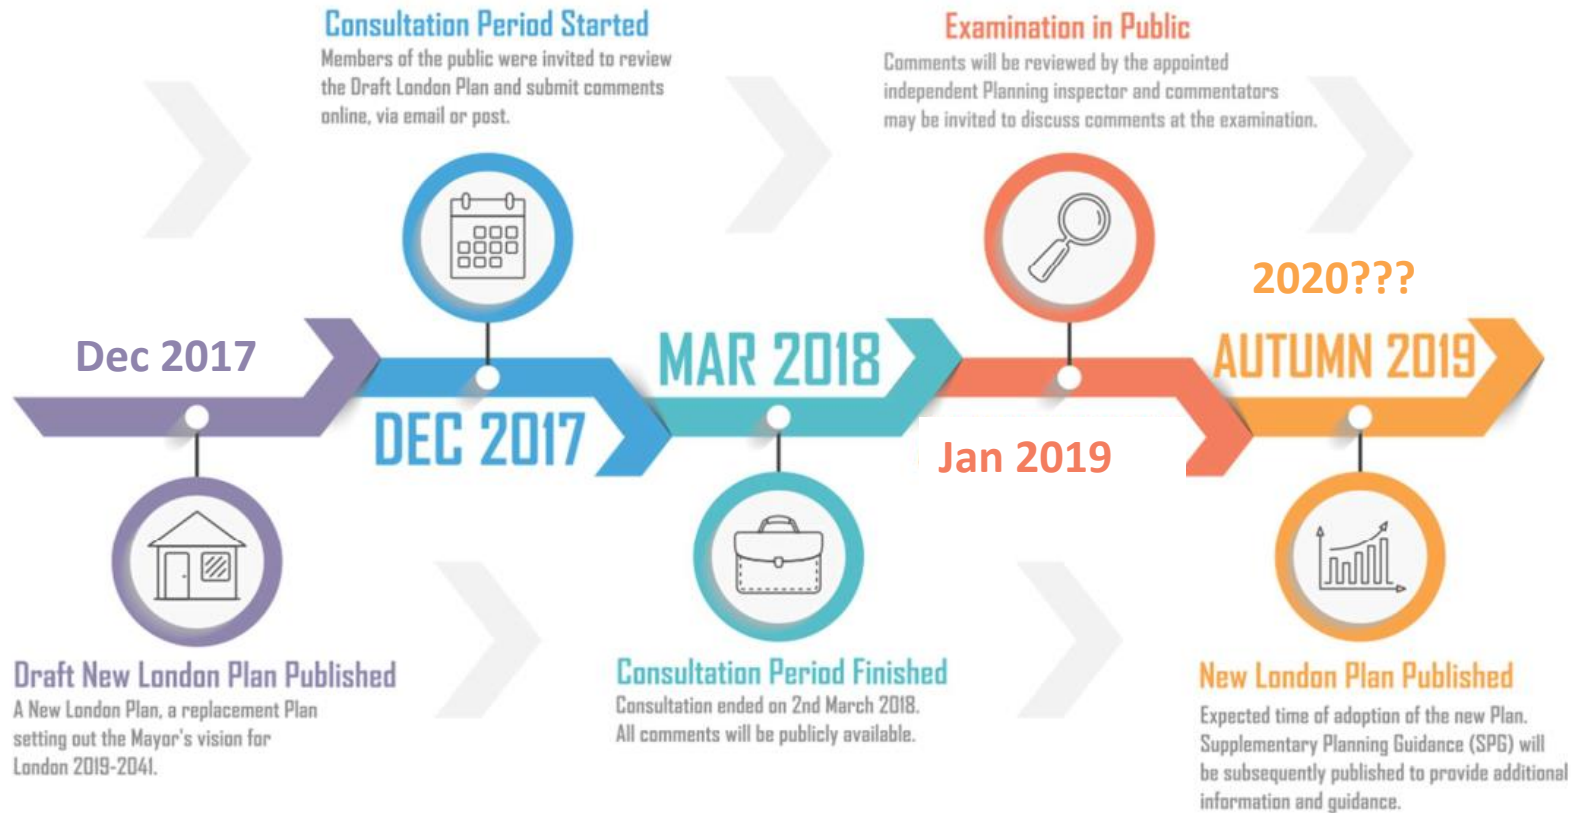 Consultation Period Started
Members of the public were invited to review
the Draft London Plan and submit comments
online, via email or post.
Examination in Public
Comments will be reviewed by the appointed
independent Planning inspector and commentators
may be invited to discuss comments at the examination.
Dec 2017
DEC 2017
MAR 2018
Jan 2019
2020???
AUTUMN 2019
Draft New London Plan Published
A New London Plan, a replacement Plan
setting out the Mayor's vision for
London 2019-2041.
Consultation Period Finished
Consultation ended on 2nd March 2018.
All comments will be publicly available.
New London Plan Published
Expected time of adoption of the new Plan.
Supplementary Planning Guidance (SPG) will
be subsequently published to provide additional
information and guidance.